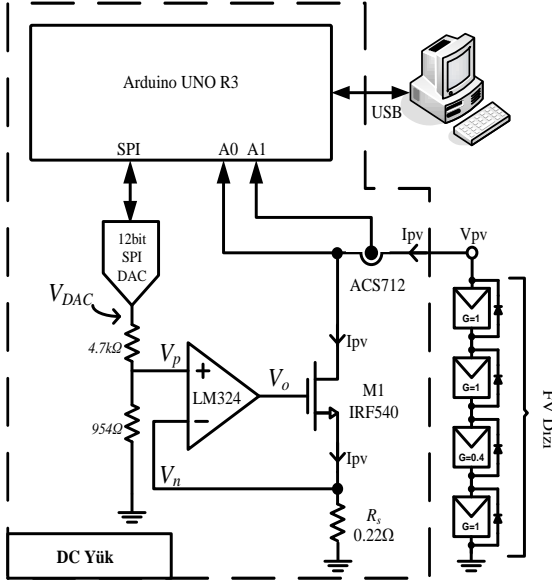 Arduino UNO R3
USB
SPI
A0
A1
12bit
SPI
DAC
Ipv
Vpv
ACS712
V_DAC
4.7kΩ
V_p
+
LM324
V_o
Ipv
M1
IRF540
954Ω
−
V_n
Ipv
R_s
0.22Ω
G=1
G=1
G=0.4
G=1
FV Dizi
DC Yük